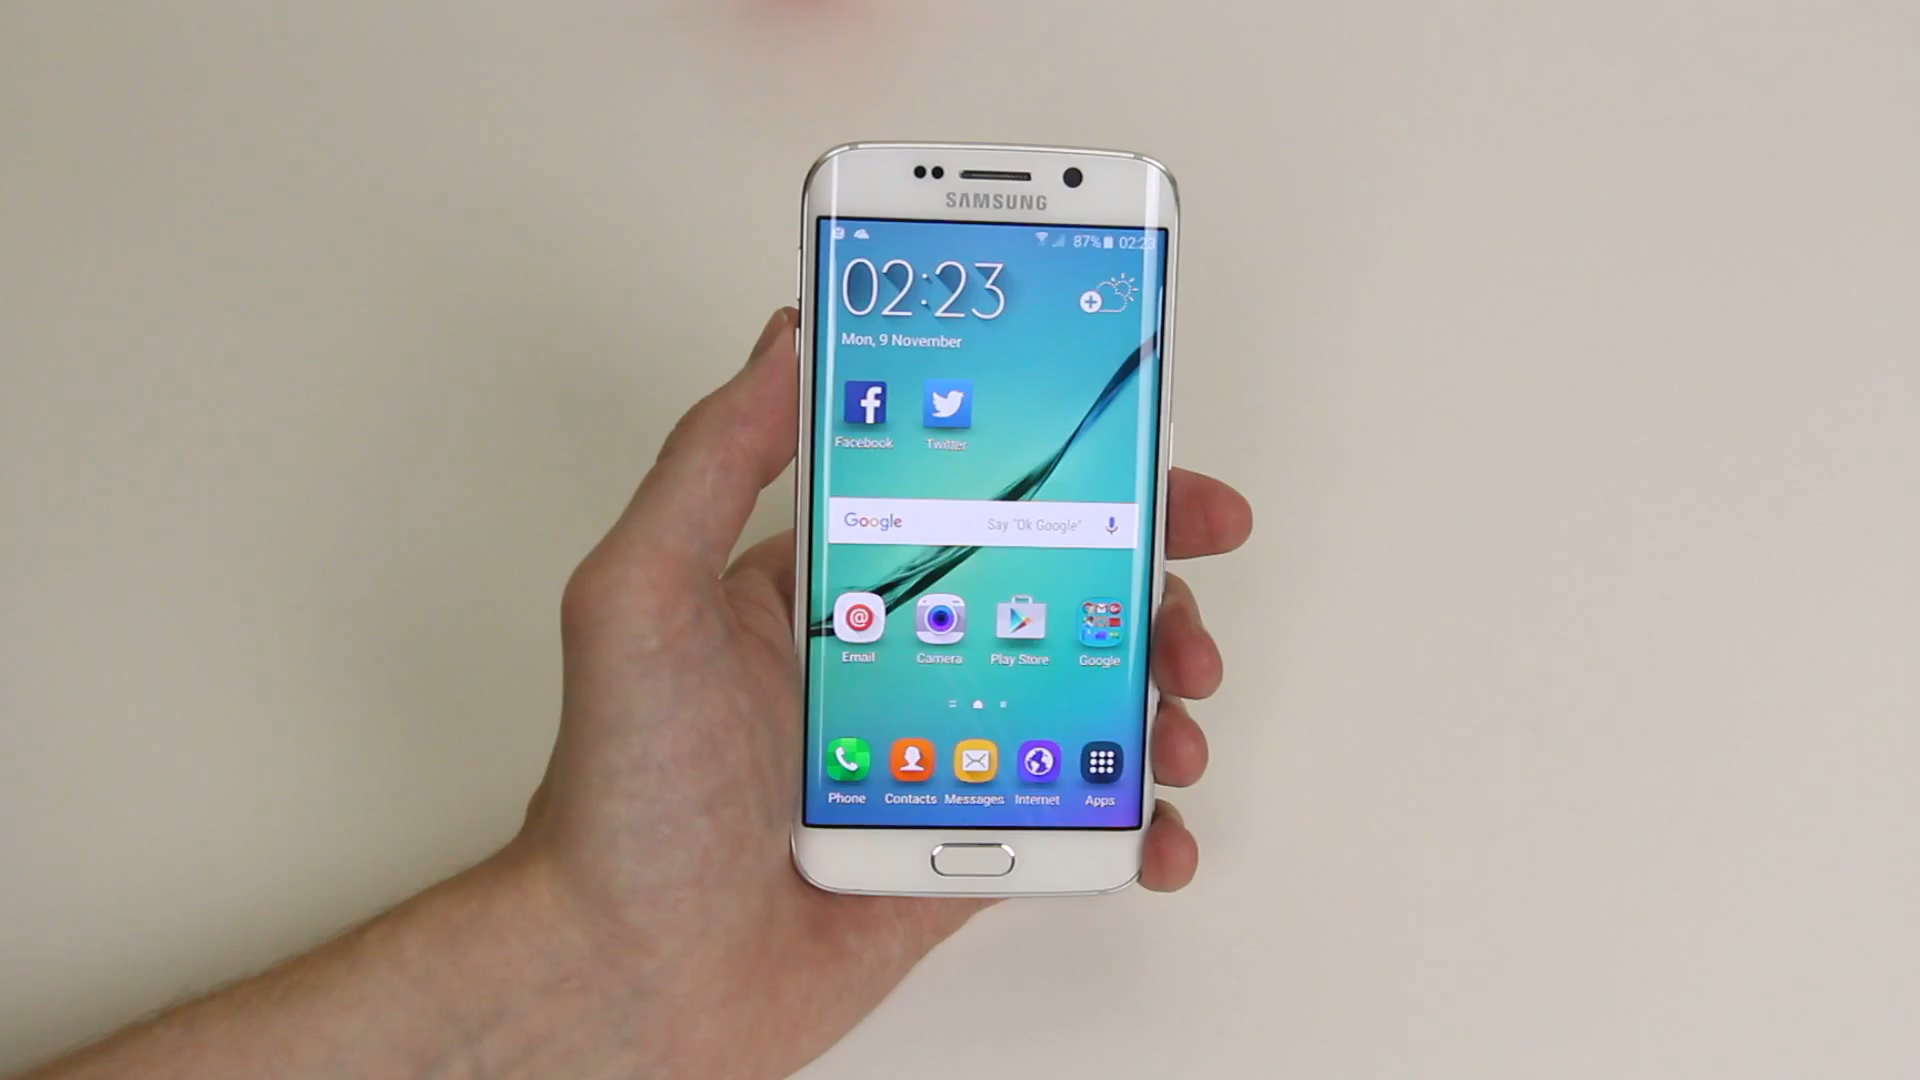 SAMSUNG
87% 02:23
02:23
Mon, 9 November
Facebook Twitter
Google Say "Ok Google"
Email Camera Play Store Google
Phone Contacts Messages Internet Apps